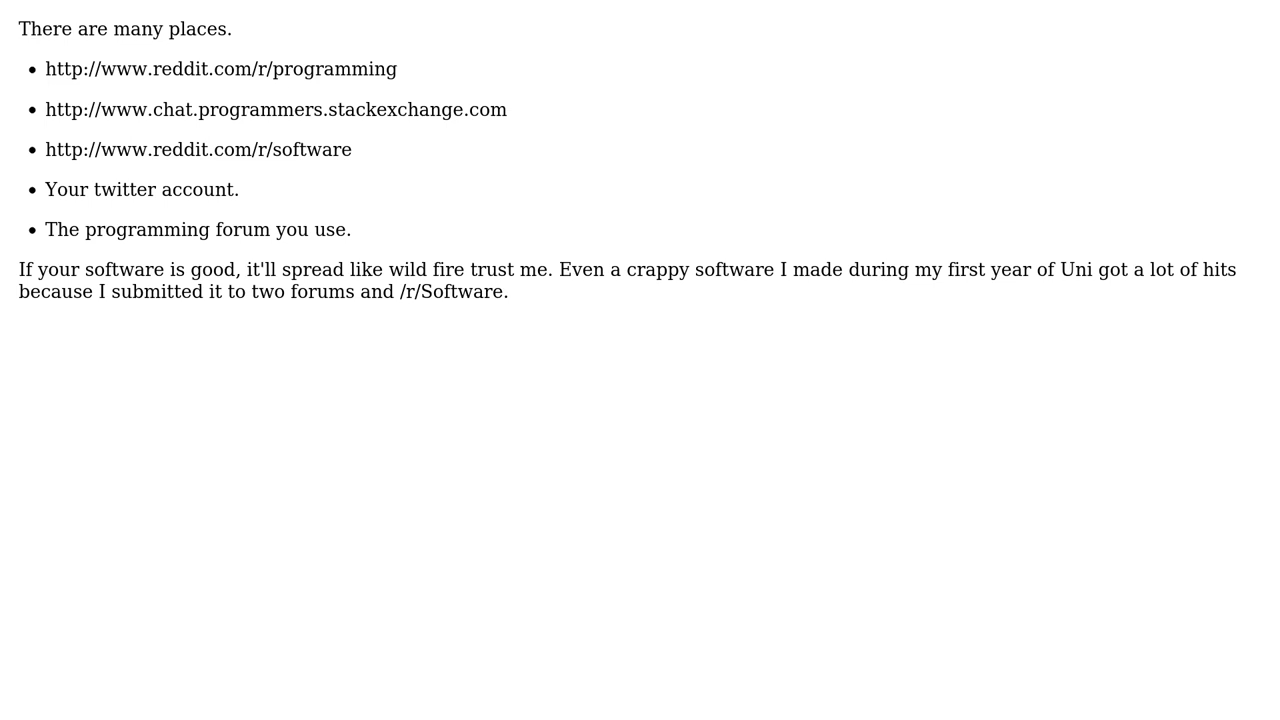 There are many places.
• http://www.reddit.com/r/programming
• http://www.chat.programmers.stackexchange.com
• http://www.reddit.com/r/software
• Your twitter account.
• The programming forum you use.
If your software is good, it'll spread like wild fire trust me. Even a crappy software I made during my first year of Uni got a lot of hits
because I submitted it to two forums and /r/Software.